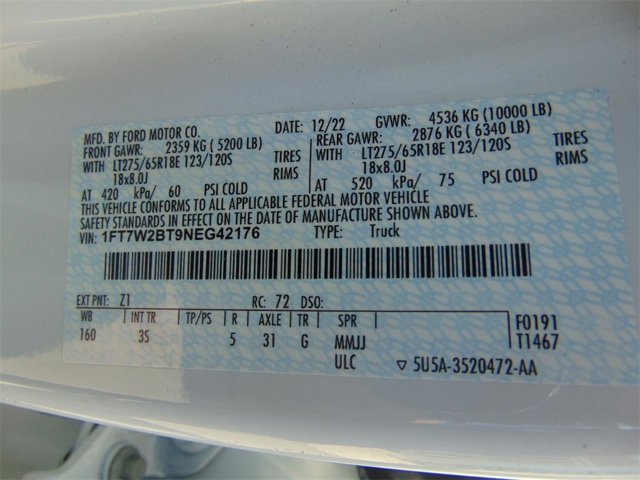 MFD. BY FORD MOTOR CO.
DATE: 12/22 GVWR: 4536 KG (10000 LB)
FRONT GAWR: 2359 KG ( 5200 LB)
REAR GAWR: 2876 KG ( 6340 LB)
WITH LT275/65R18E 123/120S TIRES
WITH LT275/65R18E 123/120S TIRES
18x8.0J RIMS
18x8.0J RIMS
AT 420 kPa/ 60 PSI COLD
AT 520 kPa/ 75 PSI COLD
THIS VEHICLE CONFORMS TO ALL APPLICABLE FEDERAL MOTOR VEHICLE
SAFETY STANDARDS IN EFFECT ON THE DATE OF MANUFACTURE SHOWN ABOVE.
VIN: 1FT7W2BT9NEG42176 TYPE: Truck
EXT PNT: Z1 RC: 72 DSO:
WB INT TR TP/PS R AXLE TR SPR F0191
160 3S 5 31 G MMJJ T1467
ULC 5U5A-3520472-AA